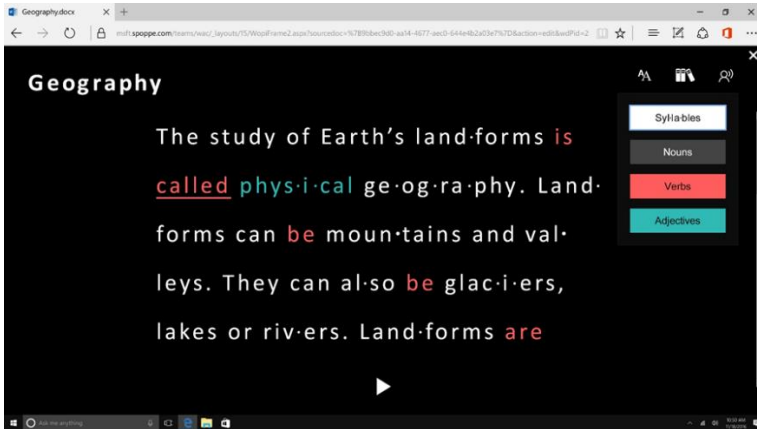 Geography.docx
Geography
The study of Earth's land·forms is
called phys·i·cal ge·og·ra·phy. Land·
forms can be moun·tains and val·
leys. They can al·so be glac·i·ers,
lakes or riv·ers. Land·forms are
Syl·la·bles
Nouns
Verbs
Adjectives
Ask me anything